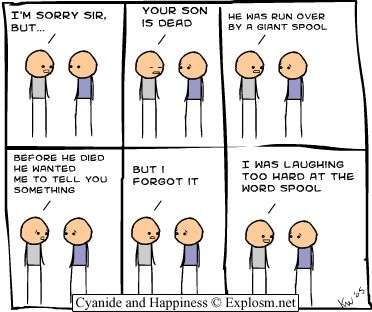 I'M SORRY SIR,
BUT...
YOUR SON
IS DEAD
HE WAS RUN OVER
BY A GIANT SPOOL
BEFORE HE DIED
HE WANTED
ME TO TELL YOU
SOMETHING
BUT I
FORGOT IT
I WAS LAUGHING
TOO HARD AT THE
WORD SPOOL
KW '05
Cyanide and Happiness © Explosm.net